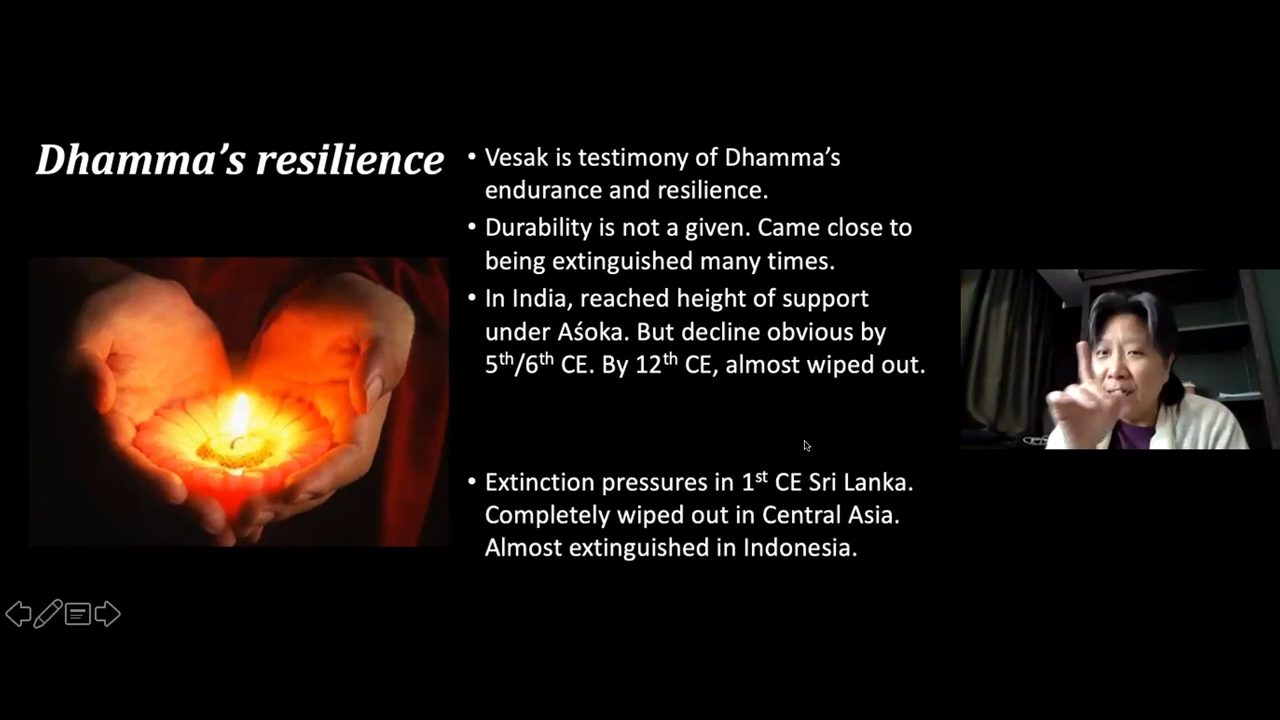 Dhamma’s resilience
• Vesak is testimony of Dhamma’s
endurance and resilience.
• Durability is not a given. Came close to
being extinguished many times.
• In India, reached height of support
under Aśoka. But decline obvious by
5th/6th CE. By 12th CE, almost wiped out.
• Extinction pressures in 1st CE Sri Lanka.
Completely wiped out in Central Asia.
Almost extinguished in Indonesia.